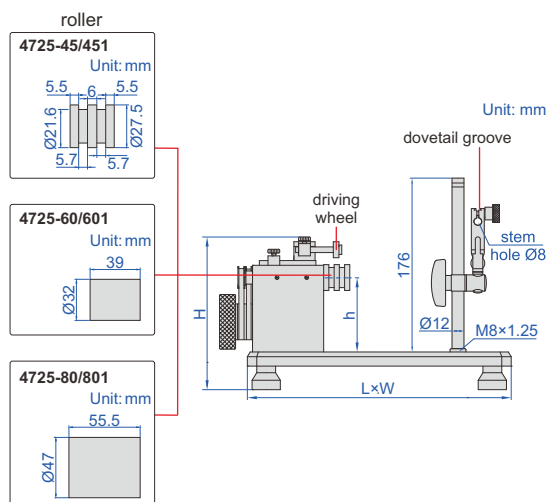 roller
4725-45/451
Unit: mm
5.5 6 5.5
Ø21.6
Ø27.5
5.7
5.7
4725-60/601
Unit: mm
39
Ø32
4725-80/801
Unit: mm
55.5
Ø47
Unit: mm
dovetail groove
driving
wheel
stem
hole Ø8
176
H
h
Ø12
M8×1.25
L×W